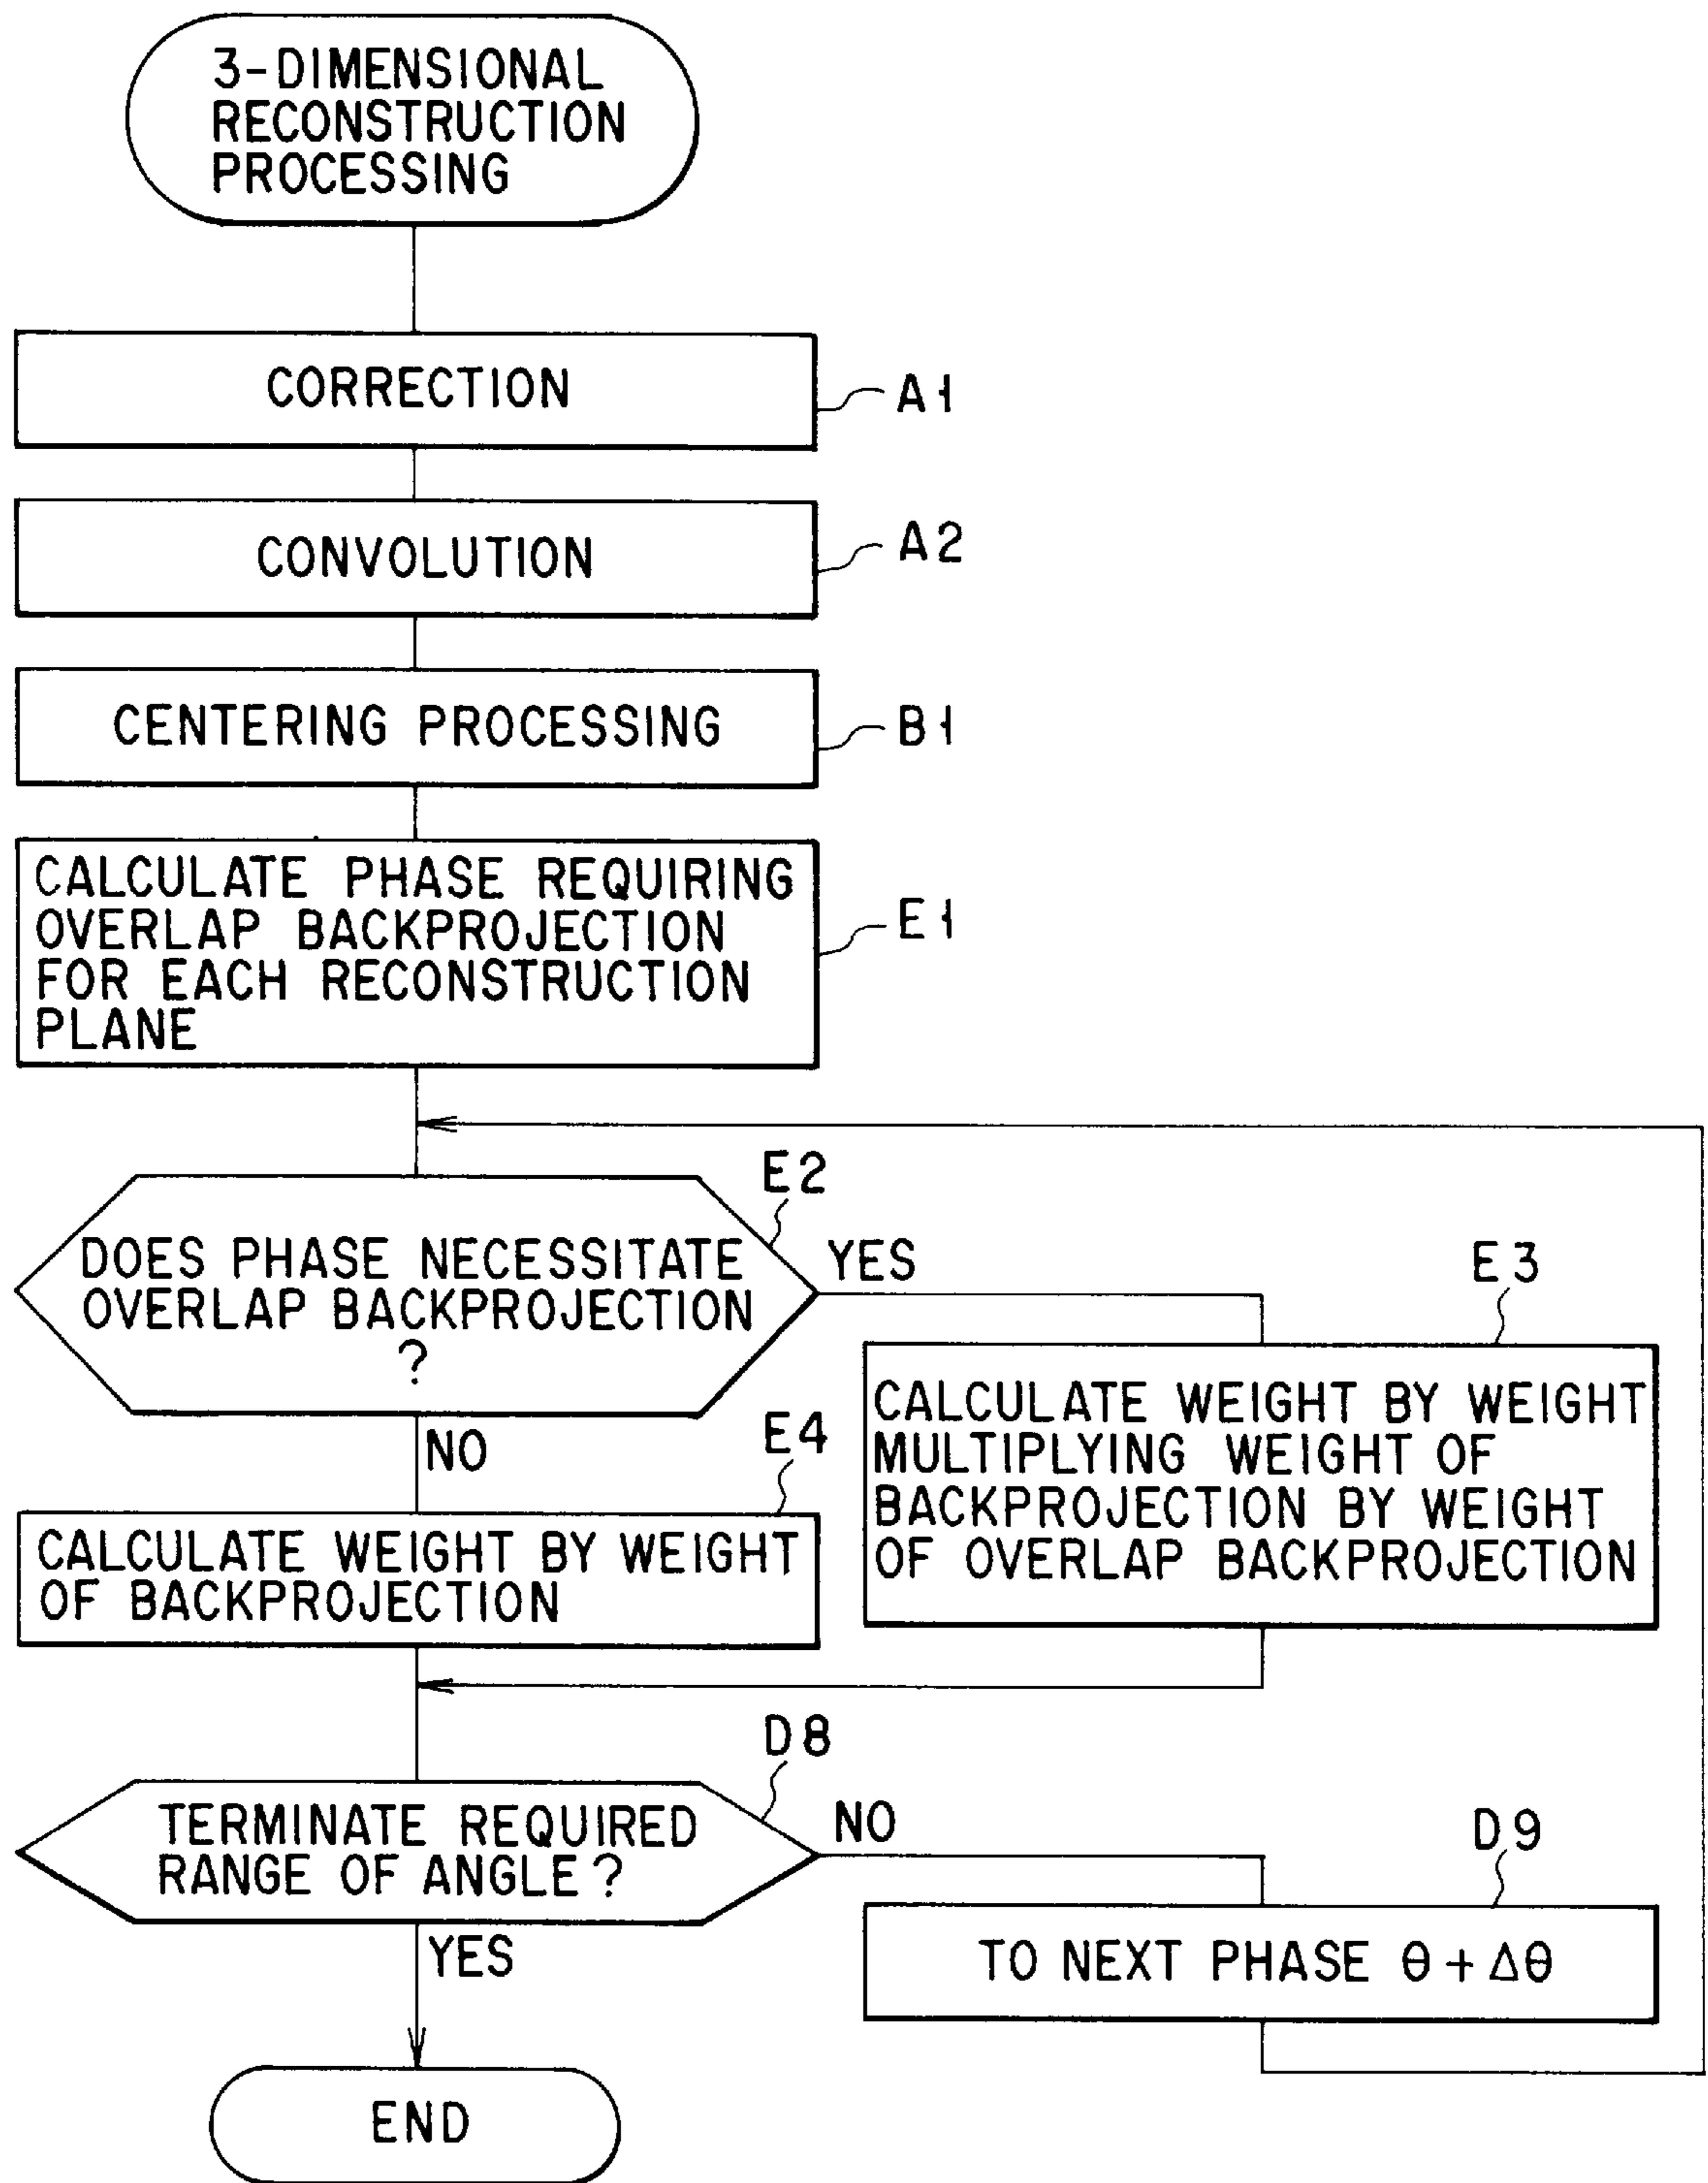 3-DIMENSIONAL
RECONSTRUCTION
PROCESSING
CORRECTION
A1
CONVOLUTION
A2
CENTERING PROCESSING
B1
CALCULATE PHASE REQUIRING
OVERLAP BACKPROJECTION
FOR EACH RECONSTRUCTION
PLANE
E1
E2
DOES PHASE NECESSITATE
OVERLAP BACKPROJECTION
?
YES
NO
E3
CALCULATE WEIGHT BY WEIGHT
MULTIPLYING WEIGHT OF
BACKPROJECTION BY WEIGHT
OF OVERLAP BACKPROJECTION
E4
CALCULATE WEIGHT BY WEIGHT
OF BACKPROJECTION
D8
TERMINATE REQUIRED
RANGE OF ANGLE?
NO
YES
D9
TO NEXT PHASE θ+Δθ
END